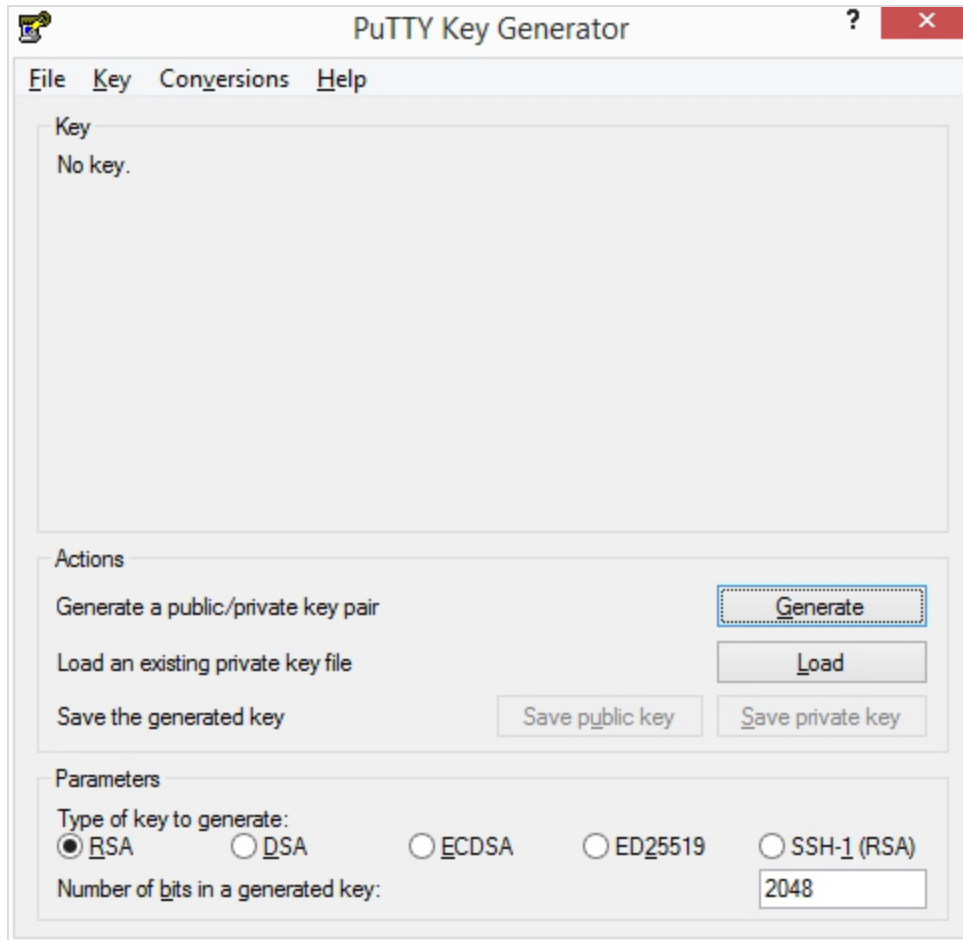 PuTTY Key Generator
?
File Key Conversions Help
Key
No key.
Actions
Generate a public/private key pair Generate
Load an existing private key file Load
Save the generated key Save public key Save private key
Parameters
Type of key to generate:
RSA DSA ECDSA ED25519 SSH-1 (RSA)
Number of bits in a generated key: 2048